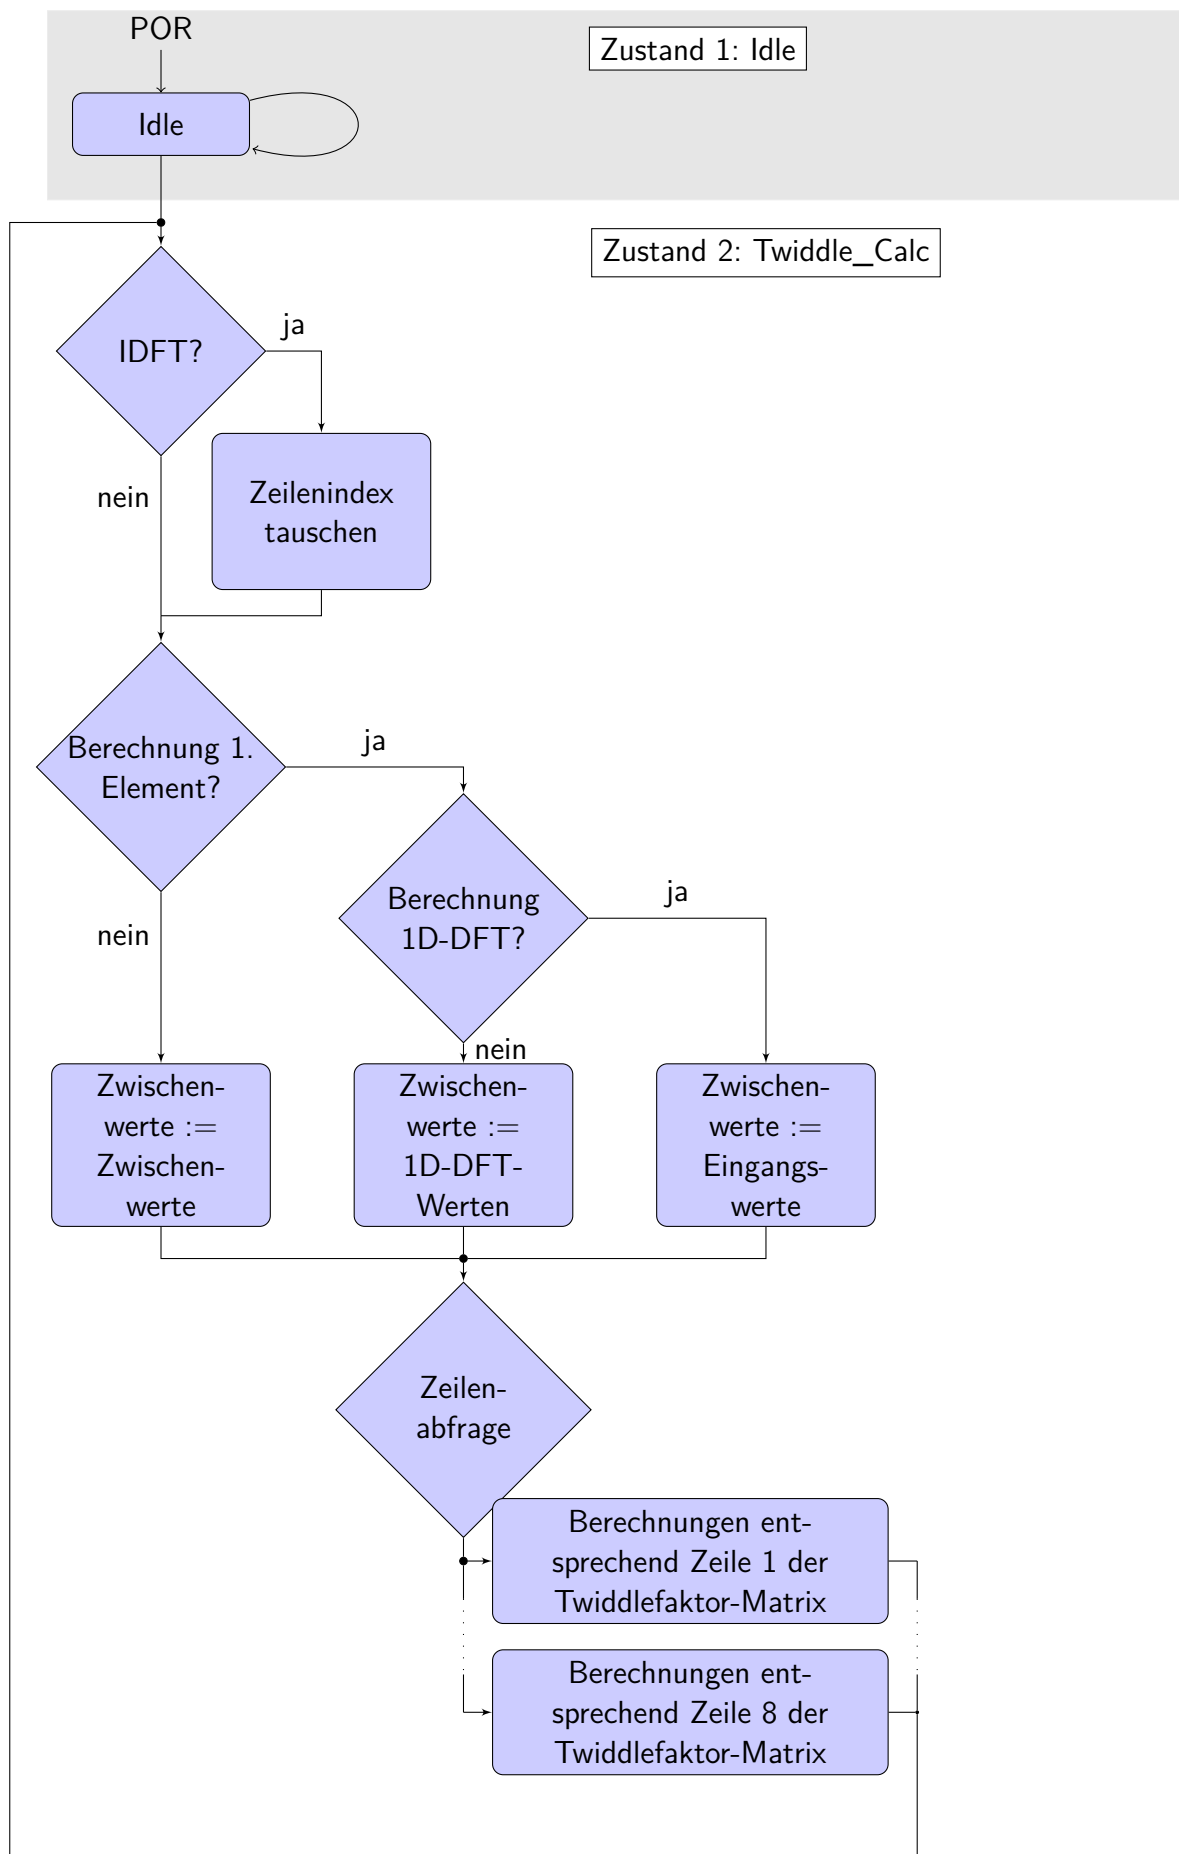 POR
Zustand 1: Idle
Idle
Zustand 2: Twiddle_Calc
ja
IDFT?
nein
Zeilenindex
tauschen
ja
Berechnung 1.
Element?
ja
Berechnung
1D-DFT?
nein
nein
Zwischen-
werte :=
Zwischen-
werte
Zwischen-
werte :=
1D-DFT-
Werten
Zwischen-
werte :=
Eingangs-
werte
Zeilen-
abfrage
Berechnungen ent-
sprechend Zeile 1 der
Twiddlefaktor-Matrix
Berechnungen ent-
sprechend Zeile 8 der
Twiddlefaktor-Matrix